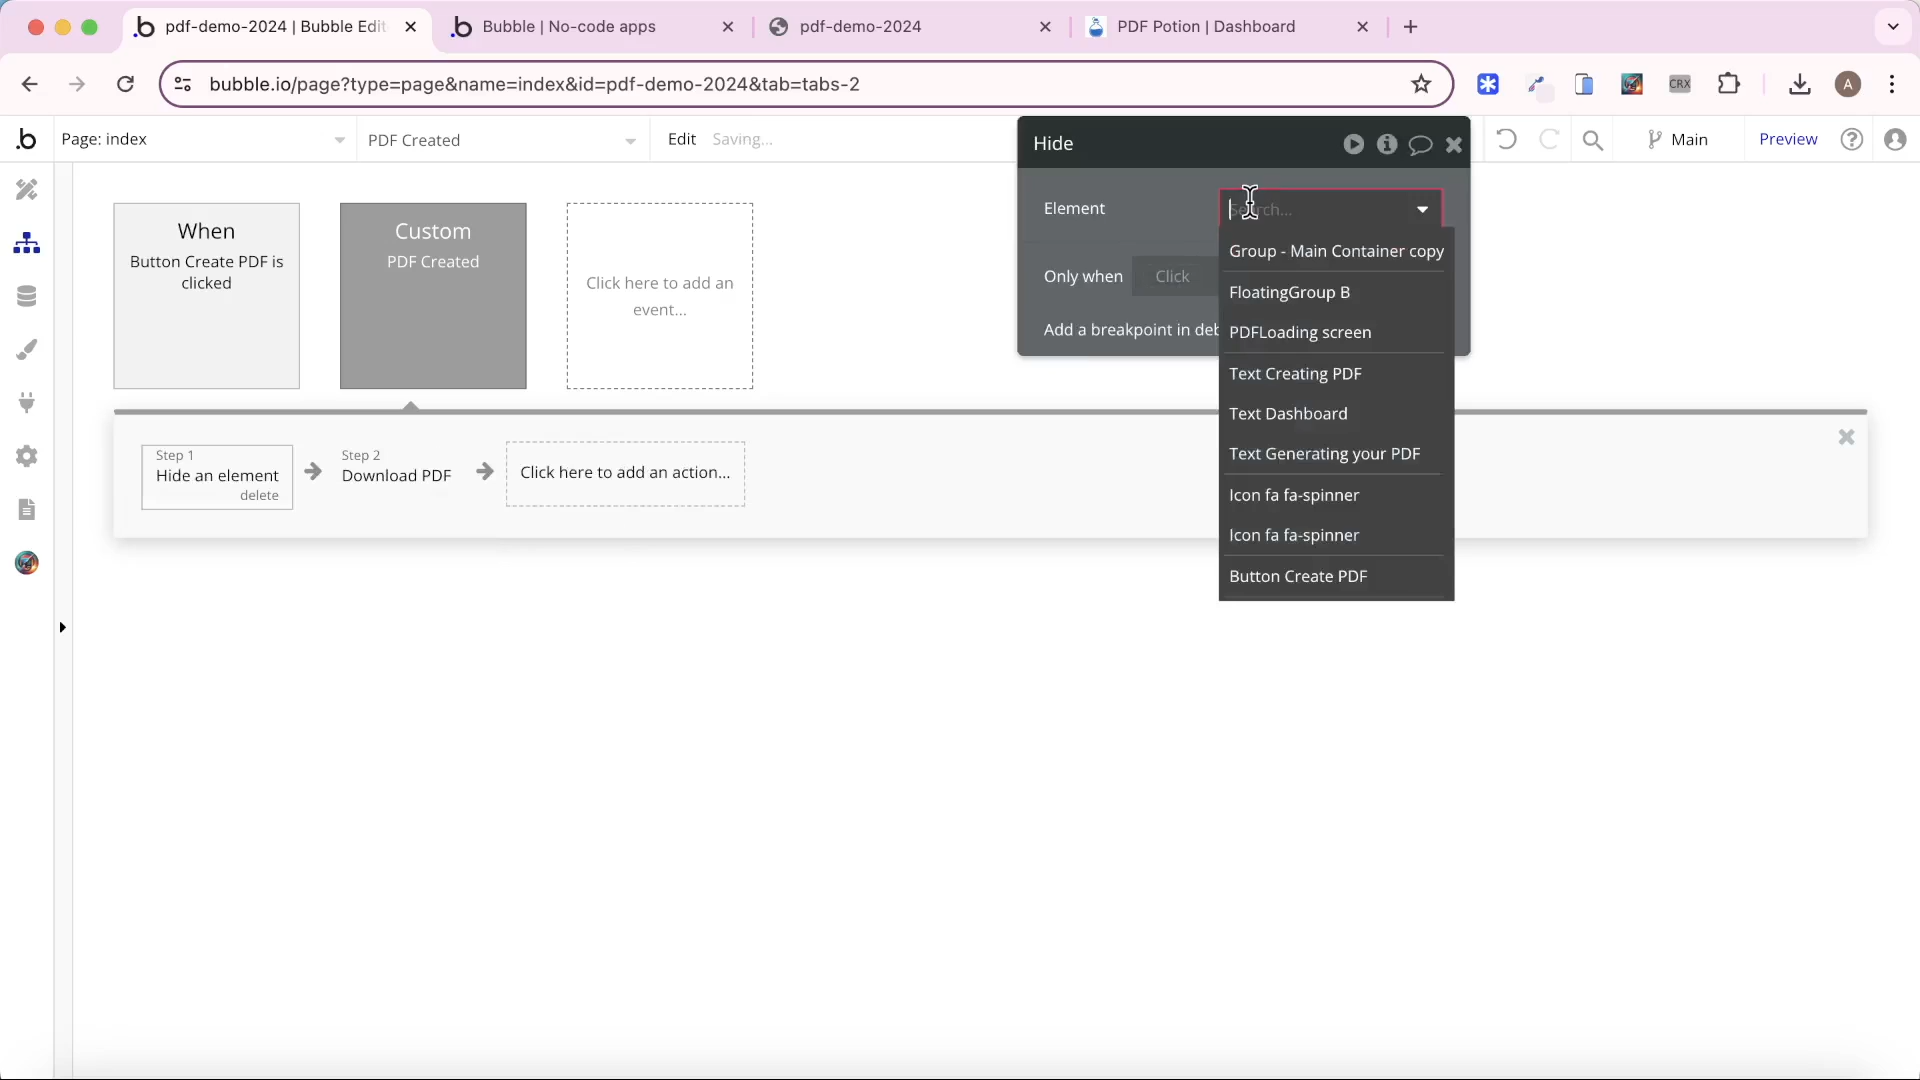 pdf-demo-2024 | Bubble Edit
Bubble | No-code apps
pdf-demo-2024
PDF Potion | Dashboard
bubble.io/page?type=page&name=index&id=pdf-demo-2024&tab=tabs-2
CRX
A
Page: index
PDF Created
Edit
Saving...
Hide
Main
Preview
Element
Search...
Only when
Click
Add a breakpoint in deb
Group - Main Container copy
FloatingGroup B
PDFLoading screen
Text Creating PDF
Text Dashboard
Text Generating your PDF
Icon fa fa-spinner
Icon fa fa-spinner
Button Create PDF
When
Button Create PDF is
clicked
Custom
PDF Created
Click here to add an
event...
Step 1
Hide an element
delete
Step 2
Download PDF
Click here to add an action...